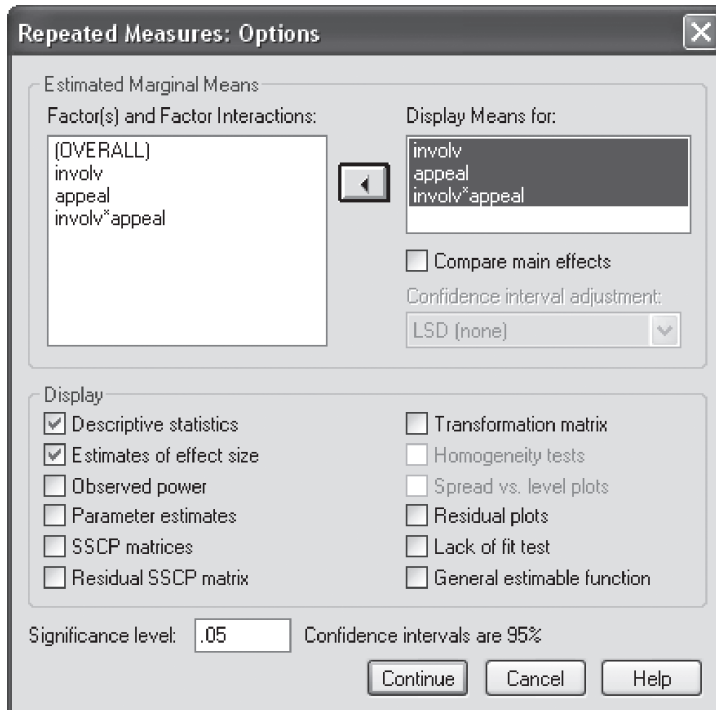 Repeated Measures: Options
Estimated Marginal Means
Factor(s) and Factor Interactions:
(OVERALL)
involv
appeal
involv*appeal
Display Means for:
involv
appeal
involv*appeal
Compare main effects
Confidence interval adjustment:
LSD (none)
Display
Descriptive statistics
Estimates of effect size
Observed power
Parameter estimates
SSCP matrices
Residual SSCP matrix
Transformation matrix
Homogeneity tests
Spread vs. level plots
Residual plots
Lack of fit test
General estimable function
Significance level: .05 Confidence intervals are 95%
Continue Cancel Help